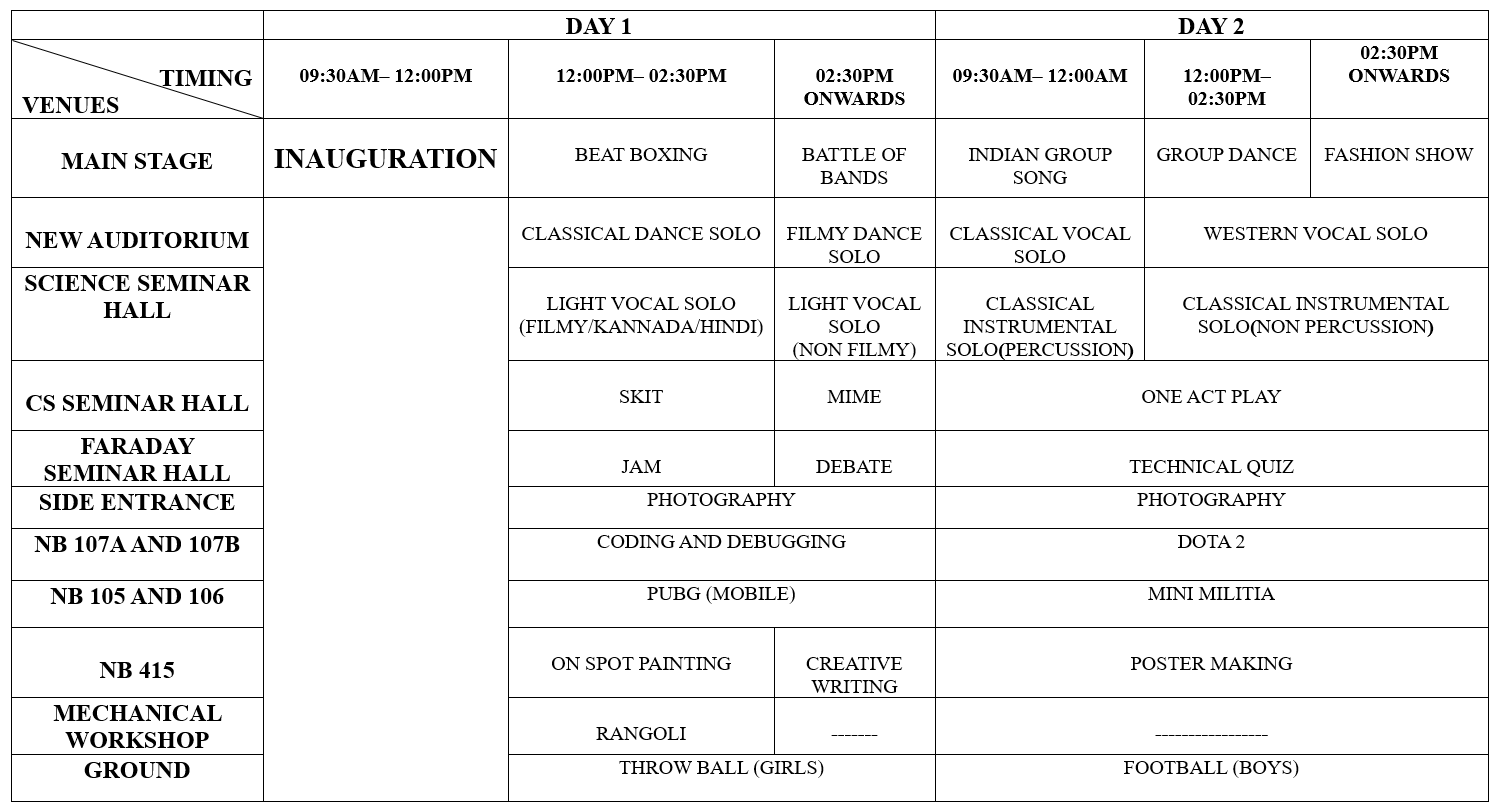 DAY 1
DAY 2
TIMING
VENUES
09:30AM– 12:00PM
12:00PM– 02:30PM
02:30PM
ONWARDS
09:30AM– 12:00AM
12:00PM–
02:30PM
02:30PM
ONWARDS
MAIN STAGE
INAUGURATION
BEAT BOXING
BATTLE OF
BANDS
INDIAN GROUP
SONG
GROUP DANCE
FASHION SHOW
NEW AUDITORIUM
CLASSICAL DANCE SOLO
FILMY DANCE
SOLO
CLASSICAL VOCAL
SOLO
WESTERN VOCAL SOLO
SCIENCE SEMINAR
HALL
LIGHT VOCAL SOLO
(FILMY/KANNADA/HINDI)
LIGHT VOCAL
SOLO
(NON FILMY)
CLASSICAL
INSTRUMENTAL
SOLO(PERCUSSION)
CLASSICAL INSTRUMENTAL
SOLO(NON PERCUSSION)
CS SEMINAR HALL
SKIT
MIME
ONE ACT PLAY
FARADAY
SEMINAR HALL
JAM
DEBATE
TECHNICAL QUIZ
SIDE ENTRANCE
PHOTOGRAPHY
PHOTOGRAPHY
NB 107A AND 107B
CODING AND DEBUGGING
DOTA 2
NB 105 AND 106
PUBG (MOBILE)
MINI MILITIA
NB 415
ON SPOT PAINTING
CREATIVE
WRITING
POSTER MAKING
MECHANICAL
WORKSHOP
RANGOLI
-------
-----------------
GROUND
THROW BALL (GIRLS)
FOOTBALL (BOYS)